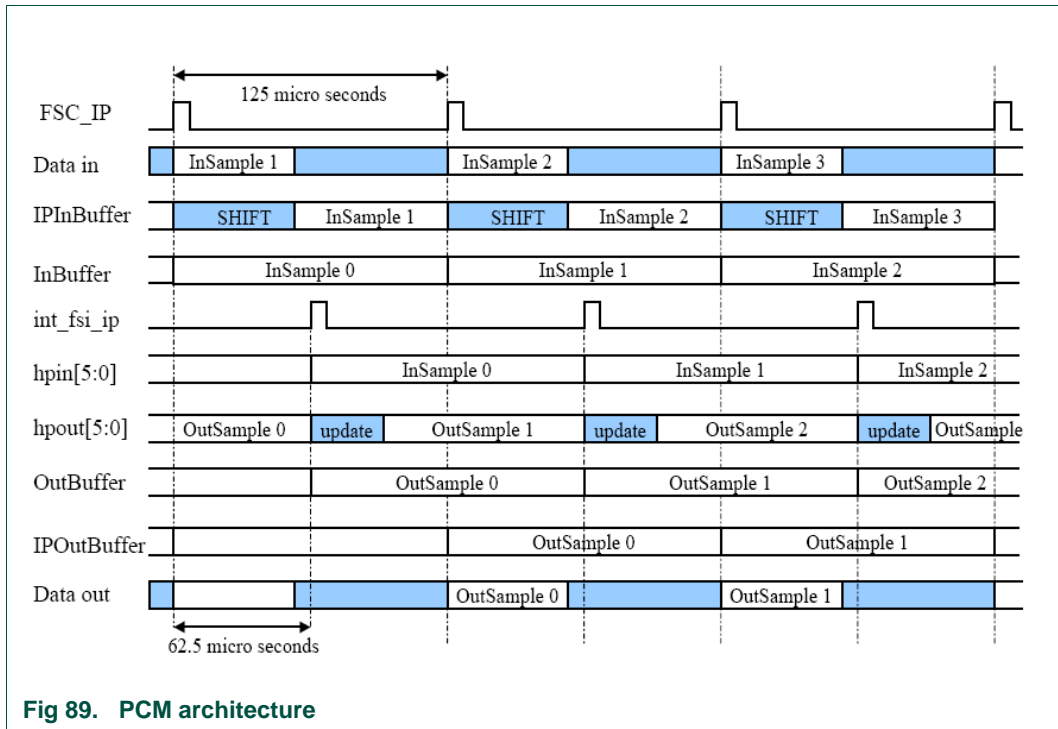 125 micro seconds
FSC_IP
Data in InSample 1 InSample 2 InSample 3
IPInBuffer SHIFT InSample 1 SHIFT InSample 2 SHIFT InSample 3
InBuffer InSample 0 InSample 1 InSample 2
int_fsi_ip
hpin[5:0] InSample 0 InSample 1 InSample 2
hpout[5:0] OutSample 0 update OutSample 1 update OutSample 2 update OutSample
OutBuffer OutSample 0 OutSample 1 OutSample 2
IPOutBuffer OutSample 0 OutSample 1
Data out OutSample 0 OutSample 1
62.5 micro seconds
Fig 89. PCM architecture